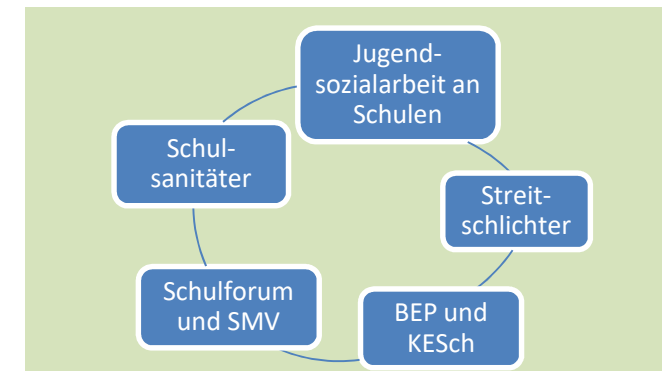 Jugend-
sozialarbeit an
Schulen
Streit-
schlichter
BEP und
KESch
Schulforum
und SMV
Schul-
sanitäter